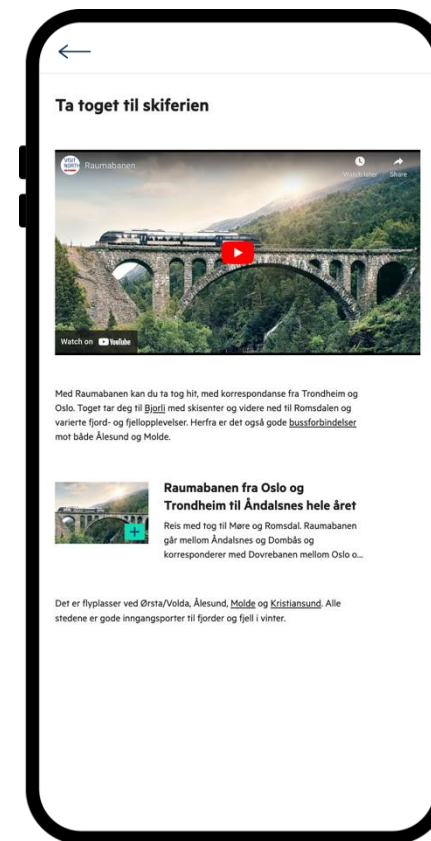 Ta toget til skiferien
VISIT
NORTH
Raumabanen
Watch later
Share
Watch on YouTube
Med Raumabanen kan du ta tog hit, med korrespondanse fra Trondheim og
Oslo. Toget tar deg til Bjorli med skisenter og videre ned til Romsdalen og
varierte fjord- og fjellopplevelser. Herfra er det også gode bussforbindelser
mot både Ålesund og Molde.
Raumabanen fra Oslo og
Trondheim til Åndalsnes hele året
Reis med tog til Møre og Romsdal. Raumabanen
går mellom Åndalsnes og Dombås og
korresponderer med Dovrebanen mellom Oslo o...
Det er flyplasser ved Ørsta/Volda, Ålesund, Molde og Kristiansund. Alle
stedene er gode inngangsporter til fjorder og fjell i vinter.